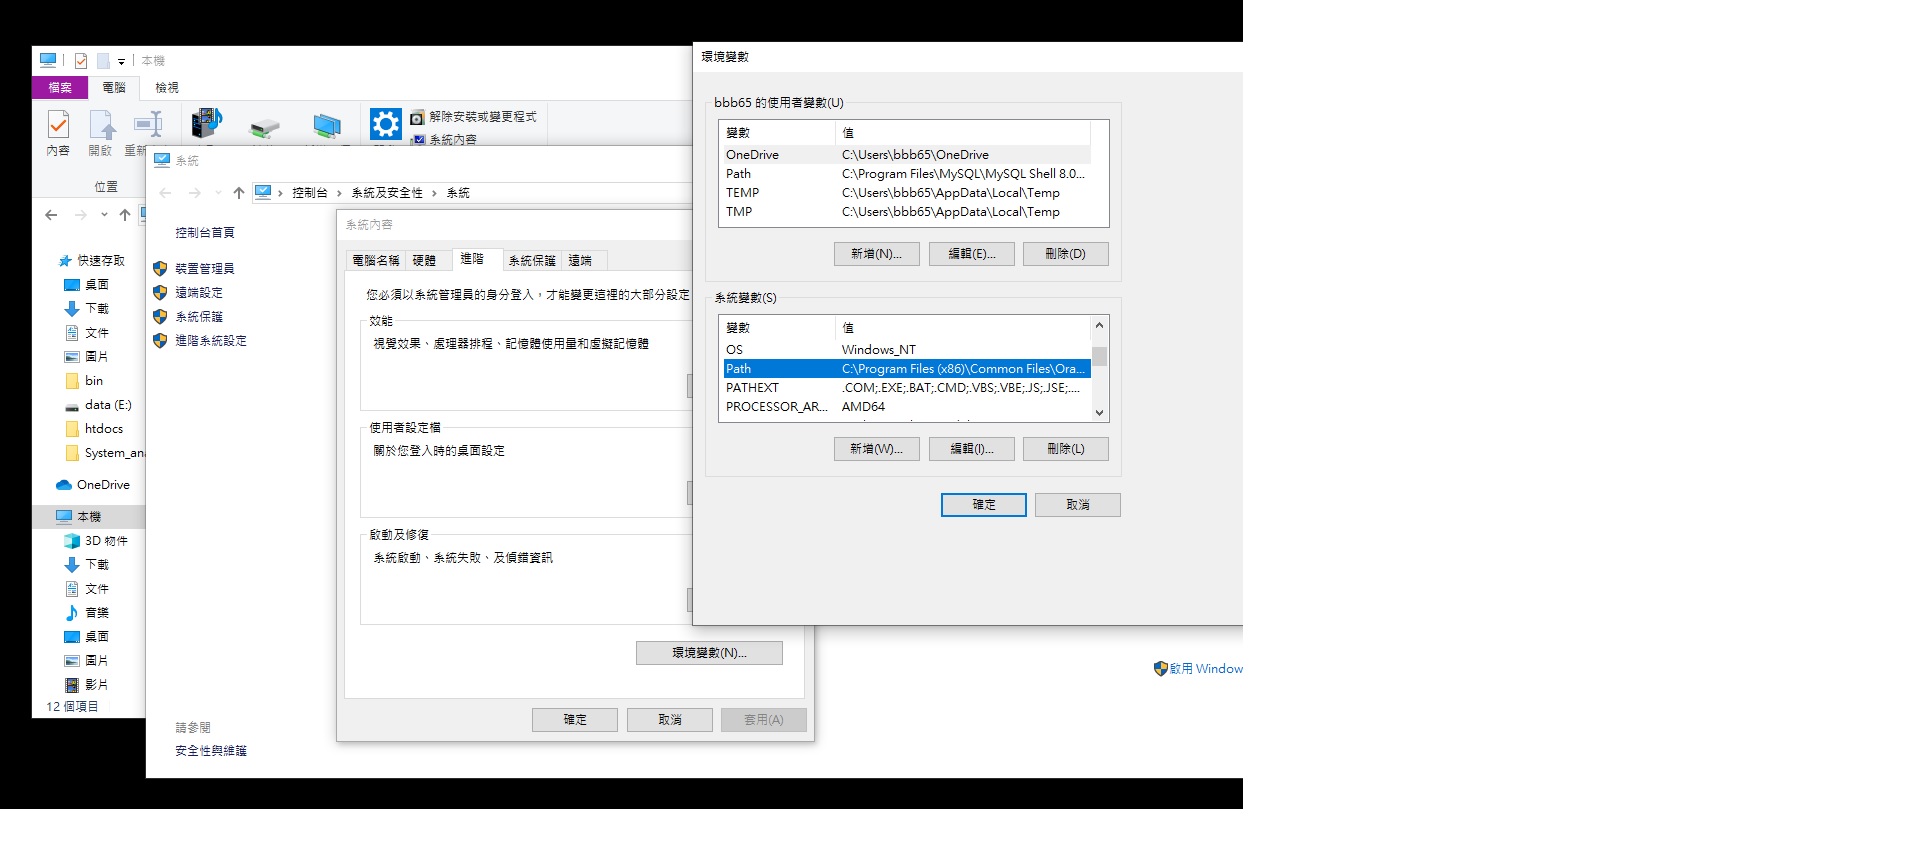 本機
檔案
電腦
檢視
內容
開啟
重新
位置
解除安裝或變更程式
系統內容
快速存取
桌面
下載
文件
圖片
bin
data (E:)
htdocs
System_ana
OneDrive
本機
3D 物件
下載
文件
音樂
桌面
圖片
影片
12 個項目
系統
控制台 › 系統及安全性 › 系統
控制台首頁
裝置管理員
遠端設定
系統保護
進階系統設定
請參閱
安全性與維護
啟用 Window
系統內容
電腦名稱
硬體
進階
系統保護
遠端
您必須以系統管理員的身分登入，才能變更這裡的大部分設定
效能
視覺效果、處理器排程、記憶體使用量和虛擬記憶體
使用者設定檔
關於您登入時的桌面設定
啟動及修復
系統啟動、系統失敗、及偵錯資訊
環境變數(N)...
確定
取消
套用(A)
環境變數
bbb65 的使用者變數(U)
變數 值
OneDrive C:\Users\bbb65\OneDrive
Path C:\Program Files\MySQL\MySQL Shell 8.0...
TEMP C:\Users\bbb65\AppData\Local\Temp
TMP C:\Users\bbb65\AppData\Local\Temp
新增(N)...
編輯(E)...
刪除(D)
系統變數(S)
變數 值
OS Windows_NT
Path C:\Program Files (x86)\Common Files\Ora...
PATHEXT .COM;.EXE;.BAT;.CMD;.VBS;.VBE;.JS;.JSE;....
PROCESSOR_AR... AMD64
新增(W)...
編輯(I)...
刪除(L)
確定
取消